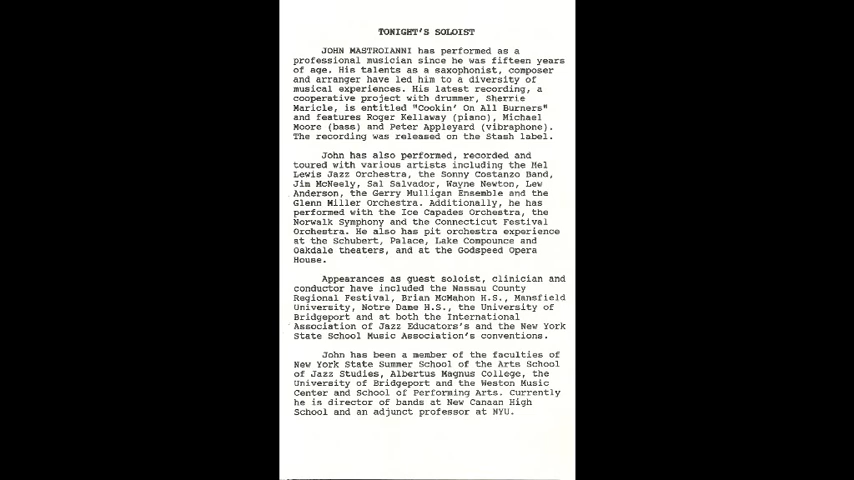 TONIGHT'S SOLOIST
JOHN MASTROIANNI has performed as a
professional musician since he was fifteen years
of age. His talents as a saxophonist, composer
and arranger have led him to a diversity of
musical experiences. His latest recording, a
cooperative project with drummer, Sherrie
Maricle, is entitled "Cookin' On All Burners"
and features Roger Kellaway (piano), Michael
Moore (bass) and Peter Appleyard (vibraphone).
The recording was released on the Stash label.
John has also performed, recorded and
toured with various artists including the Mel
Lewis Jazz Orchestra, the Sonny Costanzo Band,
Jim McNeely, Sal Salvador, Wayne Newton, Lew
Anderson, the Gerry Mulligan Ensemble and the
Glenn Miller Orchestra. Additionally, he has
performed with the Ice Capades Orchestra, the
Norwalk Symphony and the Connecticut Festival
Orchestra. He also has pit orchestra experience
at the Schubert, Palace, Lake Compounce and
Oakdale theaters, and at the Godspeed Opera
House.
Appearances as guest soloist, clinician and
conductor have included the Nassau County
Regional Festival, Brian McMahon H.S., Mansfield
University, Notre Dame H.S., the University of
Bridgeport and at both the International
Association of Jazz Educators's and the New York
State School Music Association's conventions.
John has been a member of the faculties of
New York State Summer School of the Arts School
of Jazz Studies, Albertus Magnus College, the
University of Bridgeport and the Weston Music
Center and School of Performing Arts. Currently
he is director of bands at New Canaan High
School and an adjunct professor at NYU.